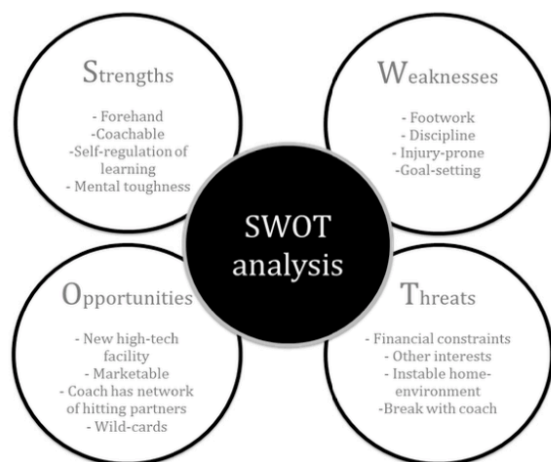 Strengths
- Forehand
-Coachable
-Self-regulation of
learning
- Mental toughness
Weaknesses
- Footwork
- Discipline
- Injury-prone
-Goal-setting
SWOT
analysis
Opportunities
- New high-tech
facility
- Marketable
- Coach has network
of hitting partners
- Wild-cards
Threats
- Financial constraints
- Other interests
- Instable home-
environment
-Break with coach